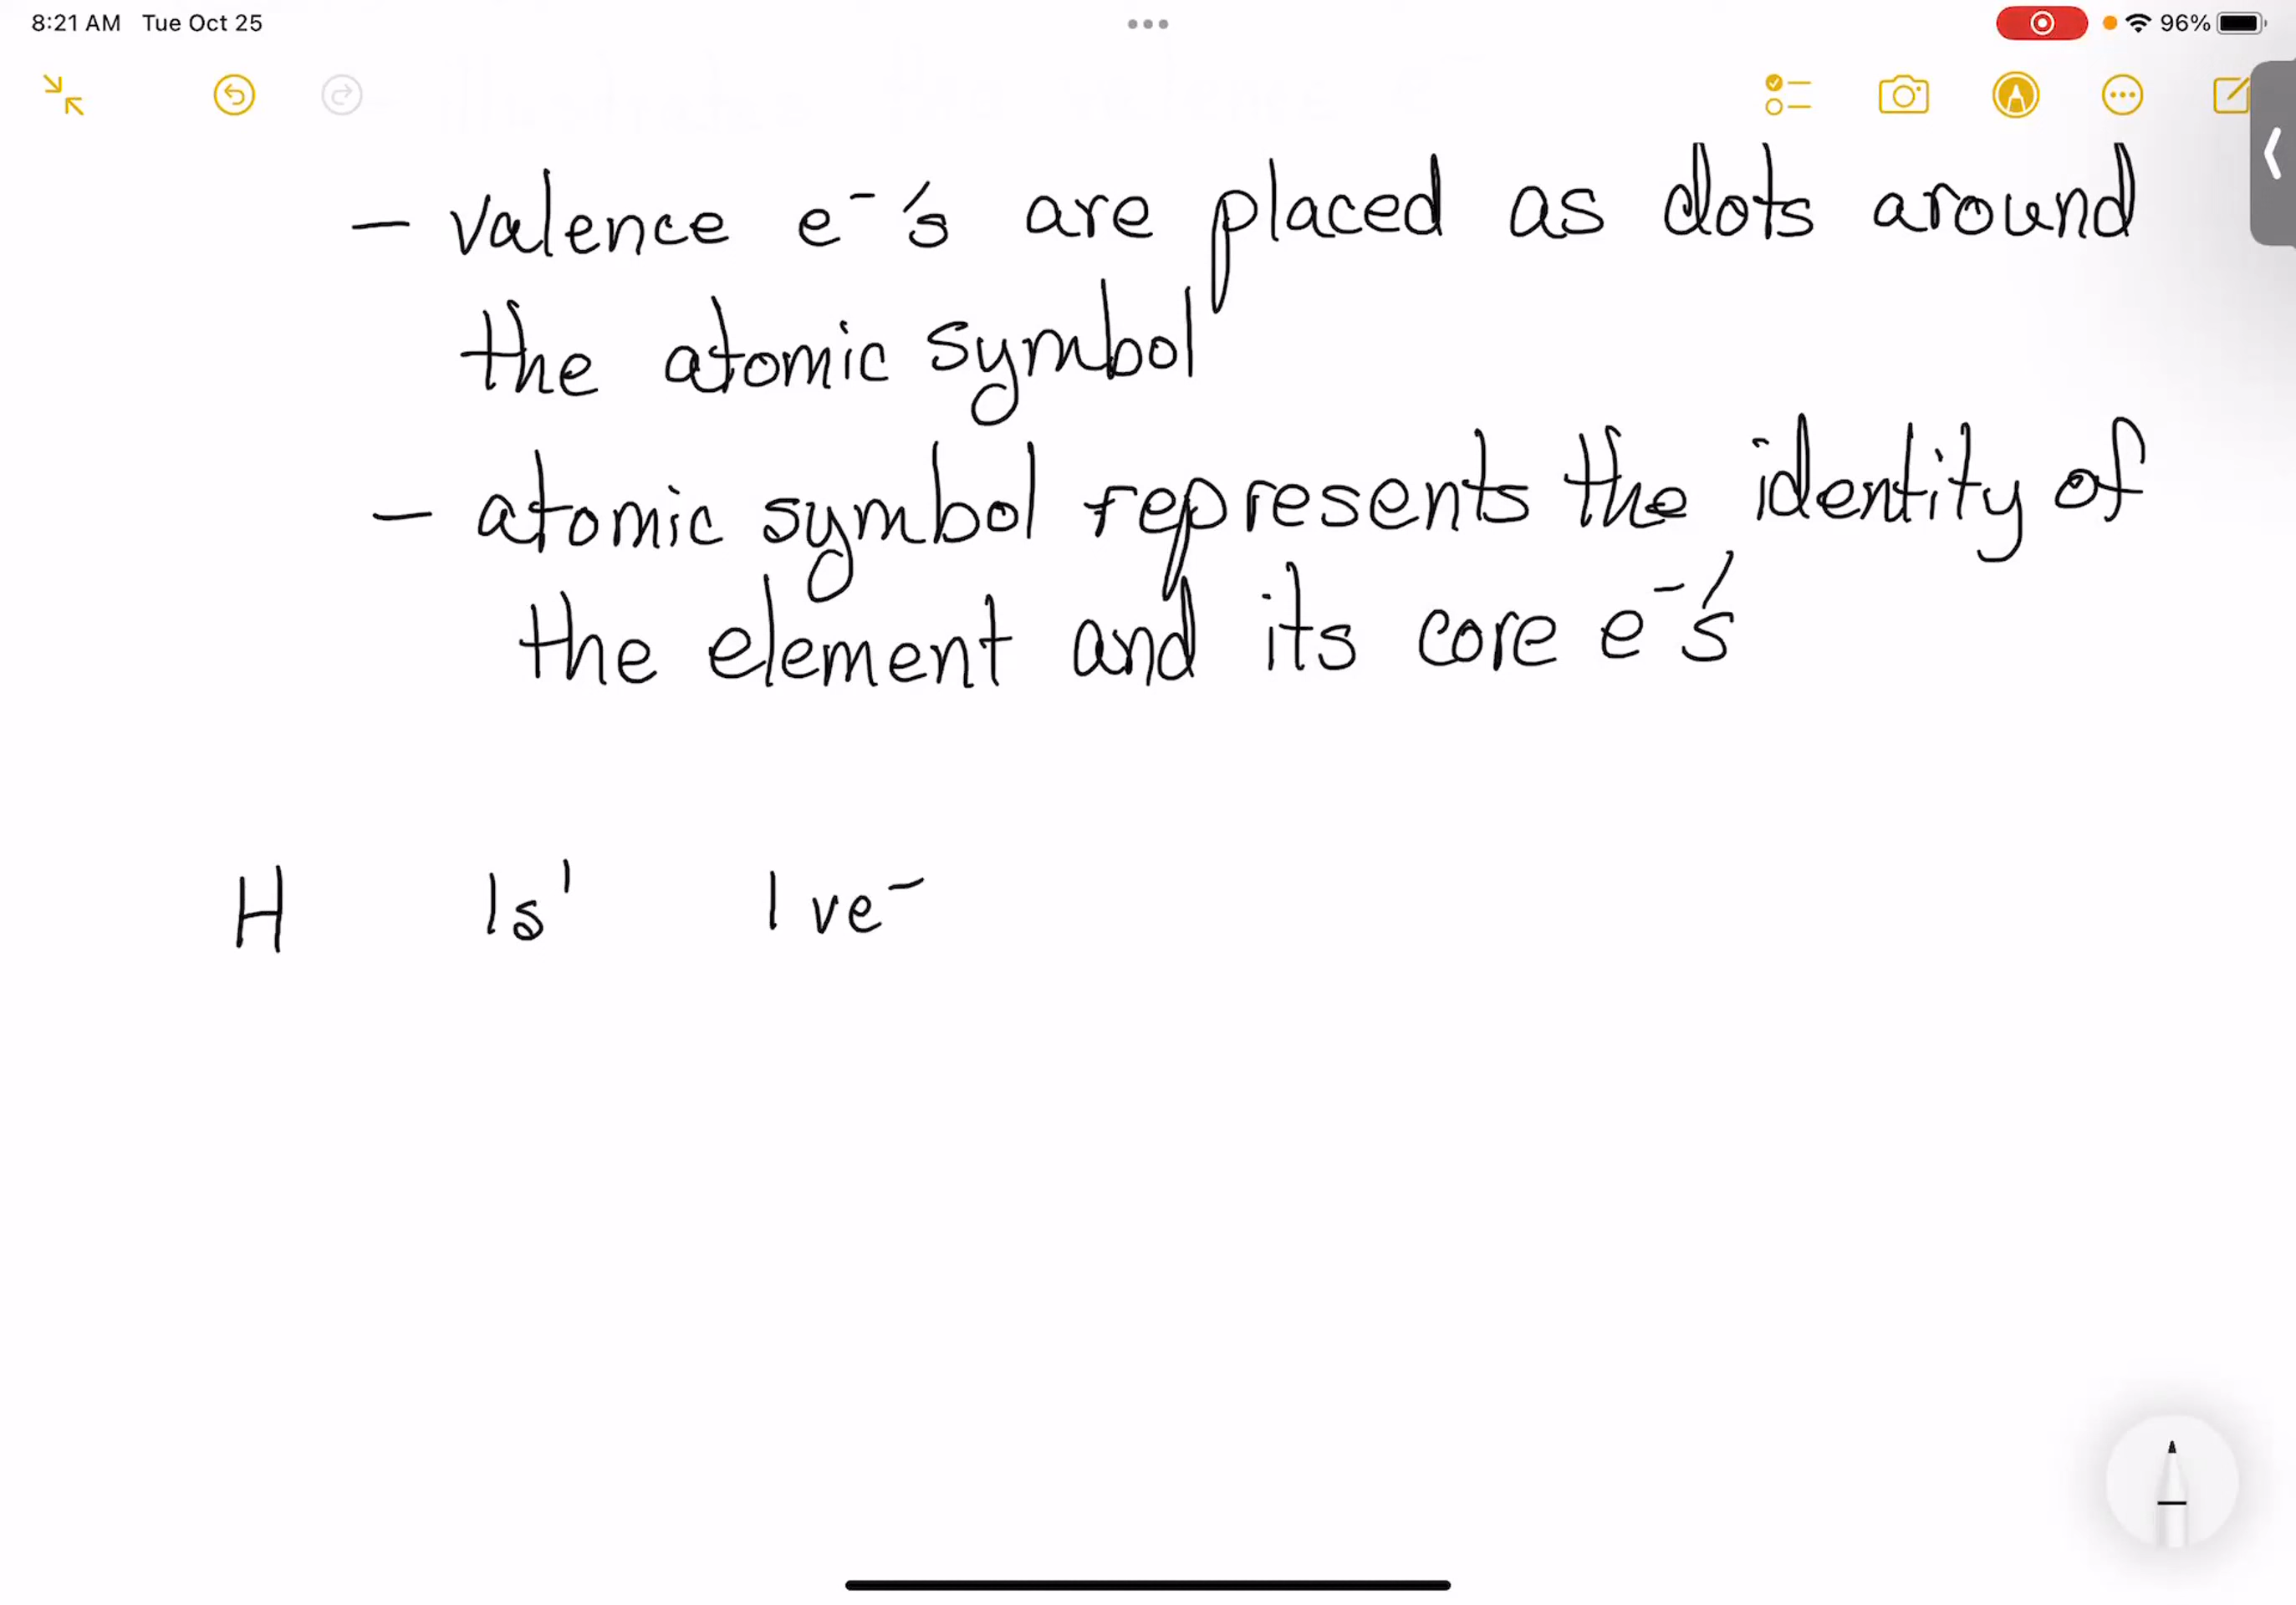 8:21 AM Tue Oct 25
96%
– valence e⁻'s are placed as dots around
the atomic symbol
– atomic symbol represents the identity of
the element and its core e⁻'s
H 1s¹ 1 ve⁻